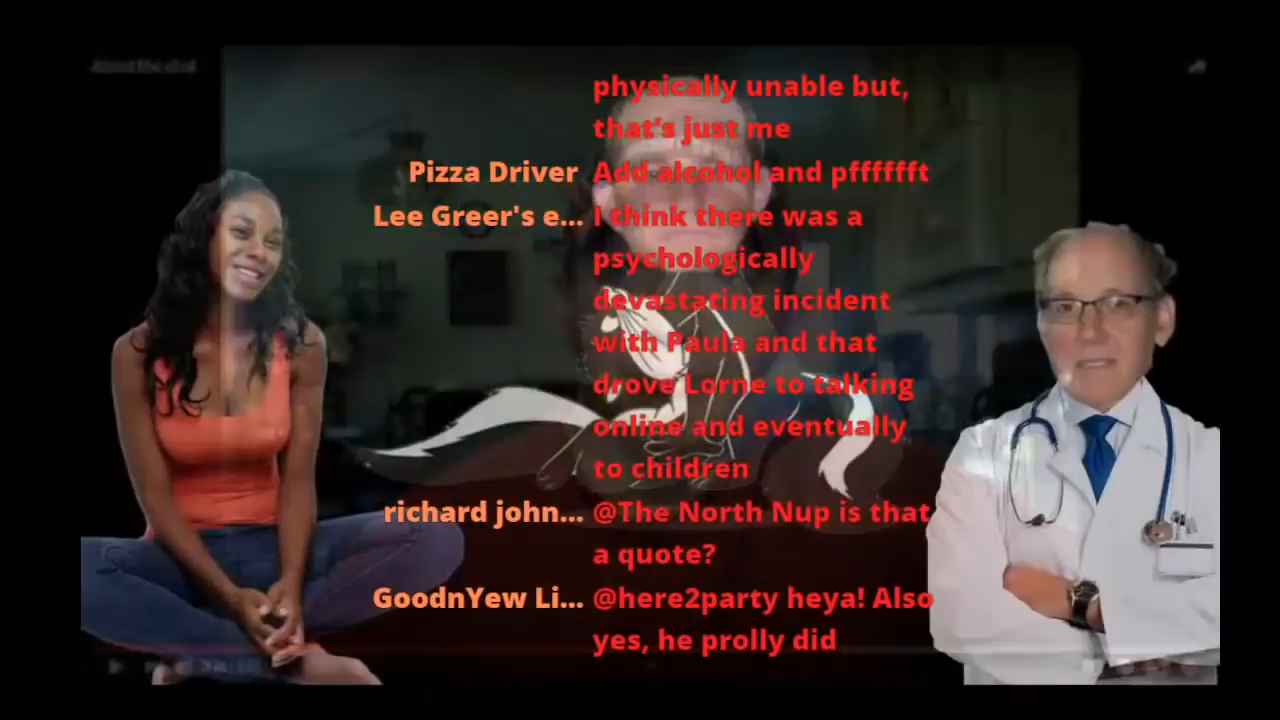 physically unable but,
that's just me
Pizza Driver Add alcohol and pfffffft
Lee Greer's e... I think there was a
psychologically
devastating incident
with Paula and that
drove Lorne to talking
online and eventually
to children
richard john... @The North Nup is that
a quote?
GoodnYew Li... @here2party heya! Also
yes, he prolly did